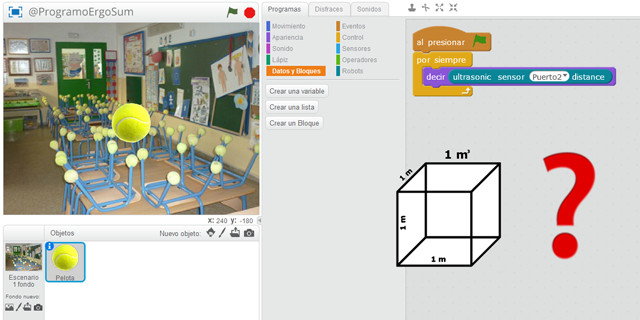 @ProgramoErgoSum
x: 240 y: -180
Objetos
Nuevo objeto:
Escenario
1 fondo
Fondo nuevo:
Pelota
Programas
Disfraces
Sonidos
Movimiento
Apariencia
Sonido
Lápiz
Datos y Bloques
Eventos
Control
Sensores
Operadores
Robots
Crear una variable
Crear una lista
Crear un Bloque
al presionar
por siempre
decir ultrasonic sensor Puerto2 distance
1 m³
1 m
1 m
1 m
?